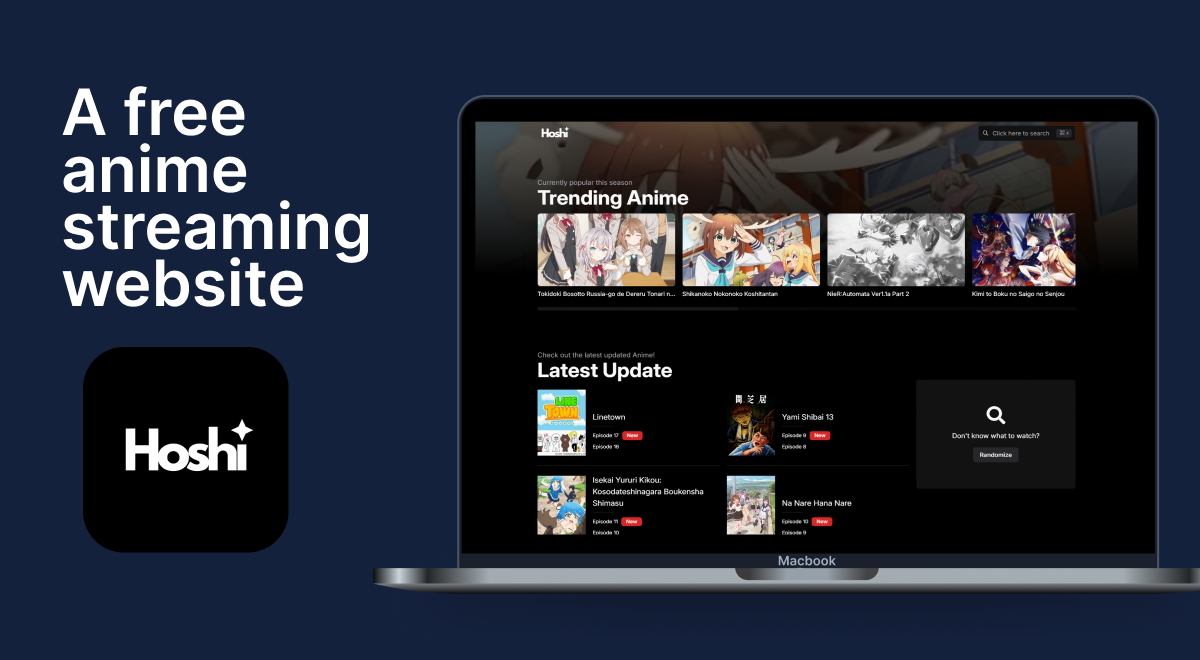 A free
anime
streaming
website
Hoshi
Hoshi
Click here to search
Currently popular this season
Trending Anime
Tokidoki Bosotto Russia-go de Dereru Tonari n...
Shikanoko Nokonoko Koshitantan
NieR:Automata Ver1.1a Part 2
Kimi to Boku no Saigo no Senjou
Check out the latest updated Anime!
Latest Update
LINE
TOWN
Linetown
Episode 17 New
Episode 16
闇芝居
Yami Shibai 13
Episode 9 New
Episode 8
Don't know what to watch?
Randomize
Isekai Yururi Kikou:
Kosodateshinagara Boukensha
Shimasu
Episode 11 New
Episode 10
Na Nare Hana Nare
Episode 10 New
Episode 9
Macbook